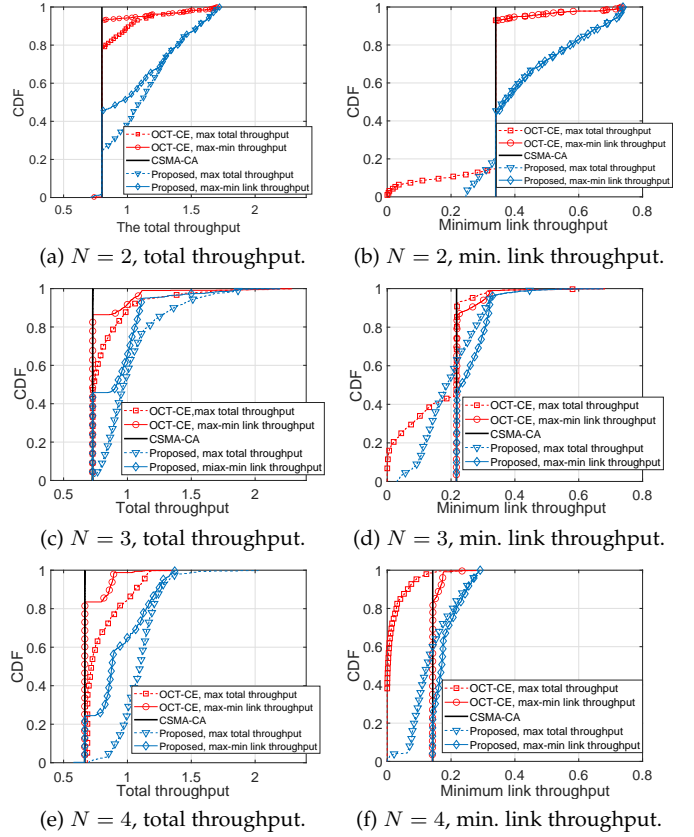 1
0.8
0.6
0.4
0.2
0
CDF
OCT-CE, max total throughput
OCT-CE, max-min throughput
CSMA-CA
Proposed, max total throughput
Proposed, max-min link throughput
0.5 1 1.5 2
The total throughput
(a) N = 2, total throughput.
1
0.8
0.6
0.4
0.2
0
CDF
OCT-CE, max total throughput
OCT-CE, max-min link throughput
CSMA-CA
Proposed, max total throughput
Proposed, max-min link throughput
0 0.2 0.4 0.6 0.8
Minimum link throughput
(b) N = 2, min. link throughput.
1
0.8
0.6
0.4
0.2
0
CDF
OCT-CE,max total throughput
OCT-CE, max-min link throughput
CSMA-CA
Proposed, max total throughput
Proposed, miax-min link throughput
0.5 1 1.5 2
Total throughput
(c) N = 3, total throughput.
1
0.8
0.6
0.4
0.2
0
CDF
OCT-CE, max total throughput
OCT-CE, max-min link throughput
CSMA-CA
Proposed, max total throughput
Proposed, max-min link throughput
0 0.2 0.4 0.6 0.8
Minimum link throughput
(d) N = 3, min. link throughput.
1
0.8
0.6
0.4
0.2
0
CDF
OCT-CE, max total throughput
OCT-CE, max-min link throughput
CSMA-CA
Proposed, max total throughput
Proposed, max-min link throughput
0.5 1 1.5 2
Total throughput
(e) N = 4, total throughput.
1
0.8
0.6
0.4
0.2
0
CDF
OCT-CE, max total throughput
OCT-CE, max-min link throughput
CSMA-CA
Proposed, max total throughput
Proposed, max-min link throughput
0 0.2 0.4 0.6 0.8
Minimum link throughput
(f) N = 4, min. link throughput.